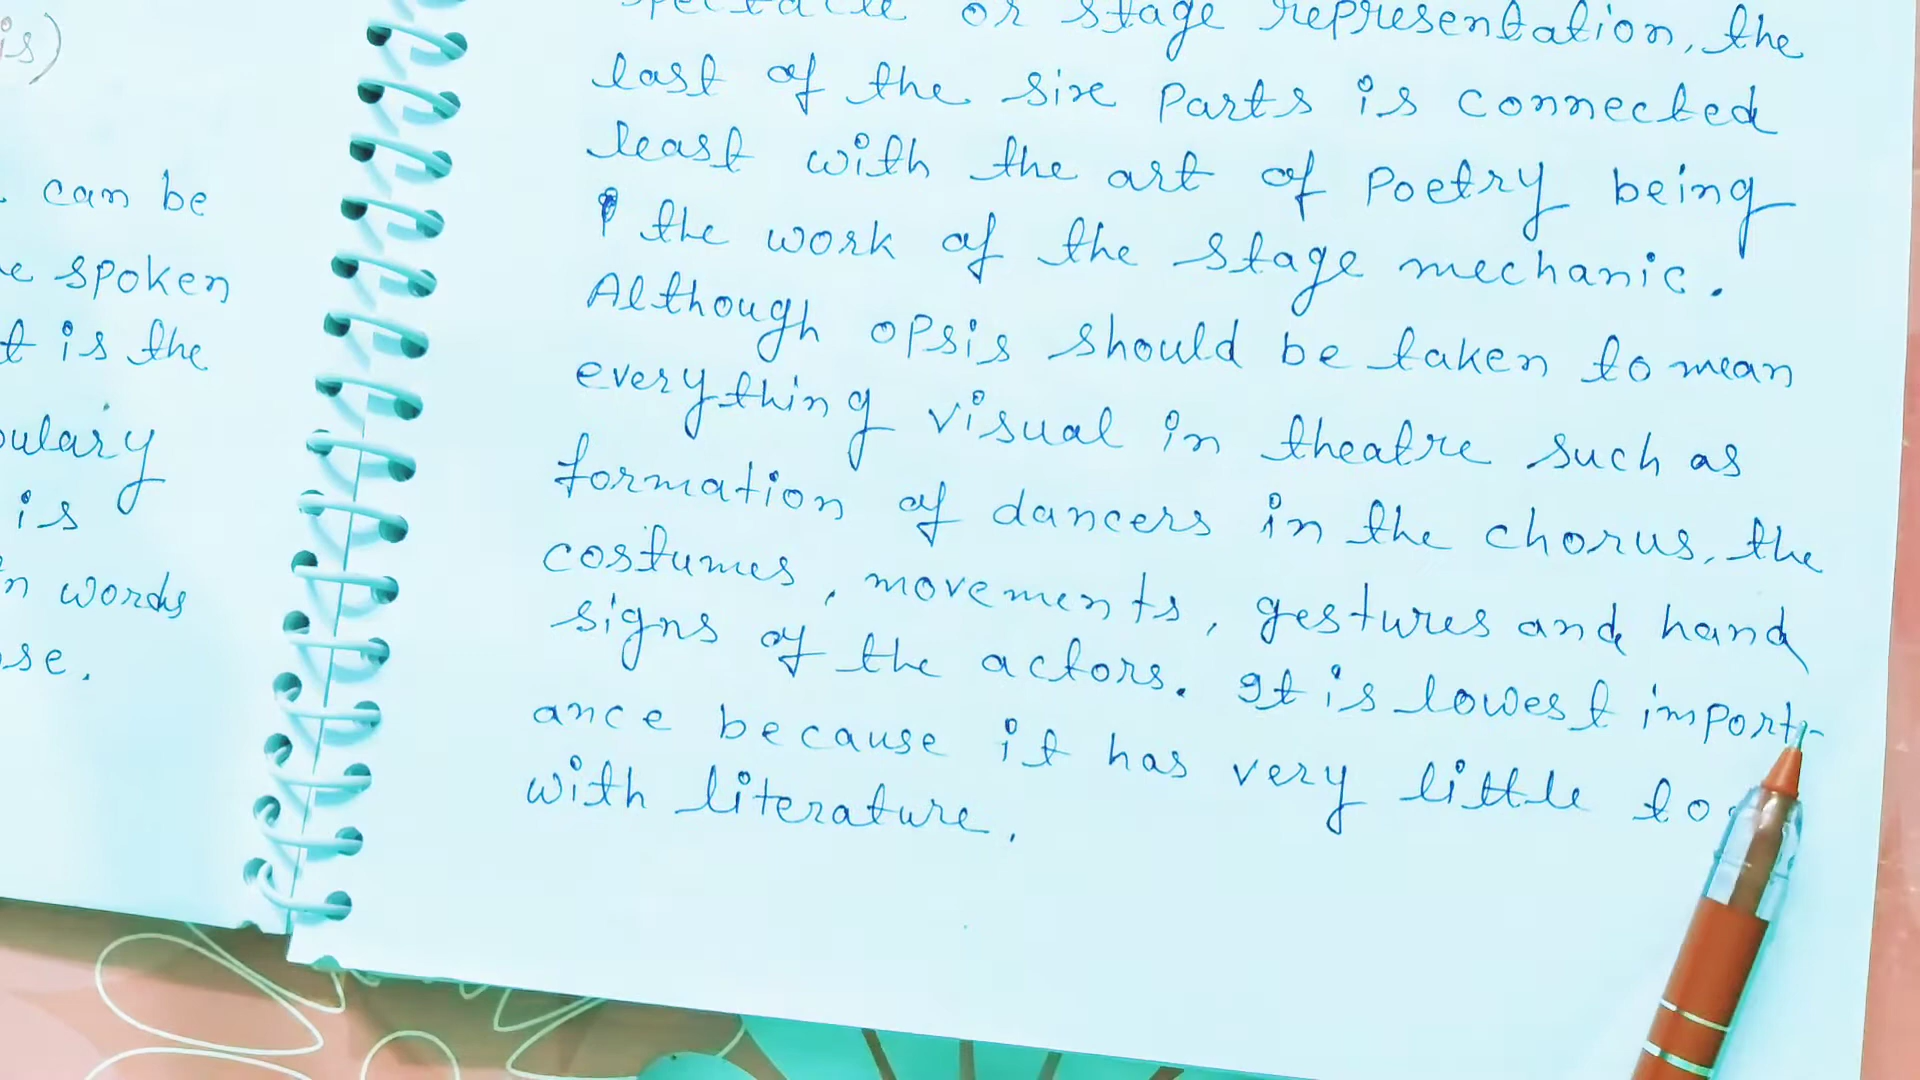 is)
can be
spoken
t is the
bulary
is
n words
se.
spectacle or stage representation, the
last of the six parts is connected
least with the art of poetry being
the work of the stage mechanic.
Although opsis should be taken to mean
everything visual in theatre such as
formation of dancers in the chorus, the
costumes, movements, gestures and hand
signs of the actors. It is lowest import-
ance because it has very little to
with literature.